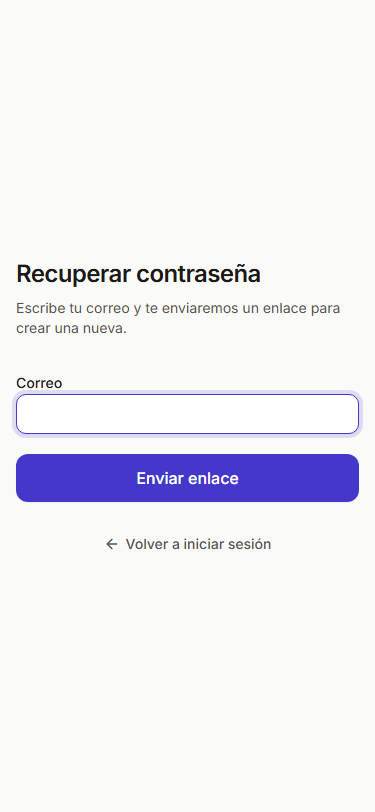 Recuperar contraseña
Escribe tu correo y te enviaremos un enlace para
crear una nueva.
Correo
Enviar enlace
← Volver a iniciar sesión